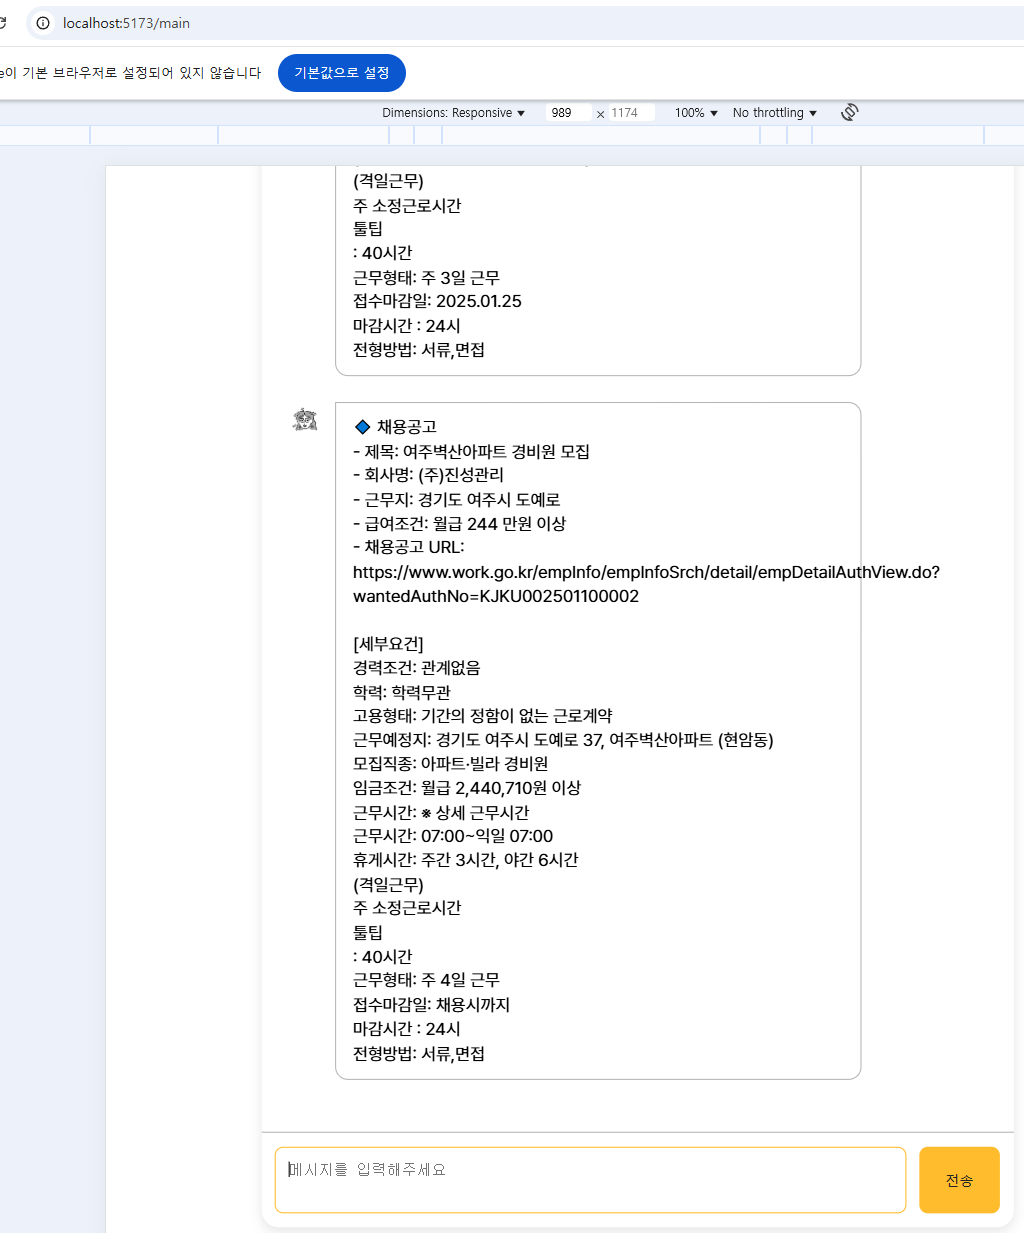 localhost:5173/main
e이 기본 브라우저로 설정되어 있지 않습니다 기본값으로 설정
Dimensions: Responsive 989 × 1174 100% No throttling
(격일근무)
주 소정근로시간
툴팁
: 40시간
근무형태: 주 3일 근무
접수마감일: 2025.01.25
마감시간 : 24시
전형방법: 서류,면접
채용공고
- 제목: 여주벽산아파트 경비원 모집
- 회사명: (주)진성관리
- 근무지: 경기도 여주시 도예로
- 급여조건: 월급 244 만원 이상
- 채용공고 URL:
https://www.work.go.kr/empInfo/empInfoSrch/detail/empDetailAuthView.do?
wantedAuthNo=KJKU002501100002
[세부요건]
경력조건: 관계없음
학력: 학력무관
고용형태: 기간의 정함이 없는 근로계약
근무예정지: 경기도 여주시 도예로 37, 여주벽산아파트 (현암동)
모집직종: 아파트·빌라 경비원
임금조건: 월급 2,440,710원 이상
근무시간: ※ 상세 근무시간
근무시간: 07:00~익일 07:00
휴게시간: 주간 3시간, 야간 6시간
(격일근무)
주 소정근로시간
툴팁
: 40시간
근무형태: 주 4일 근무
접수마감일: 채용시까지
마감시간 : 24시
전형방법: 서류,면접
메시지를 입력해주세요
전송